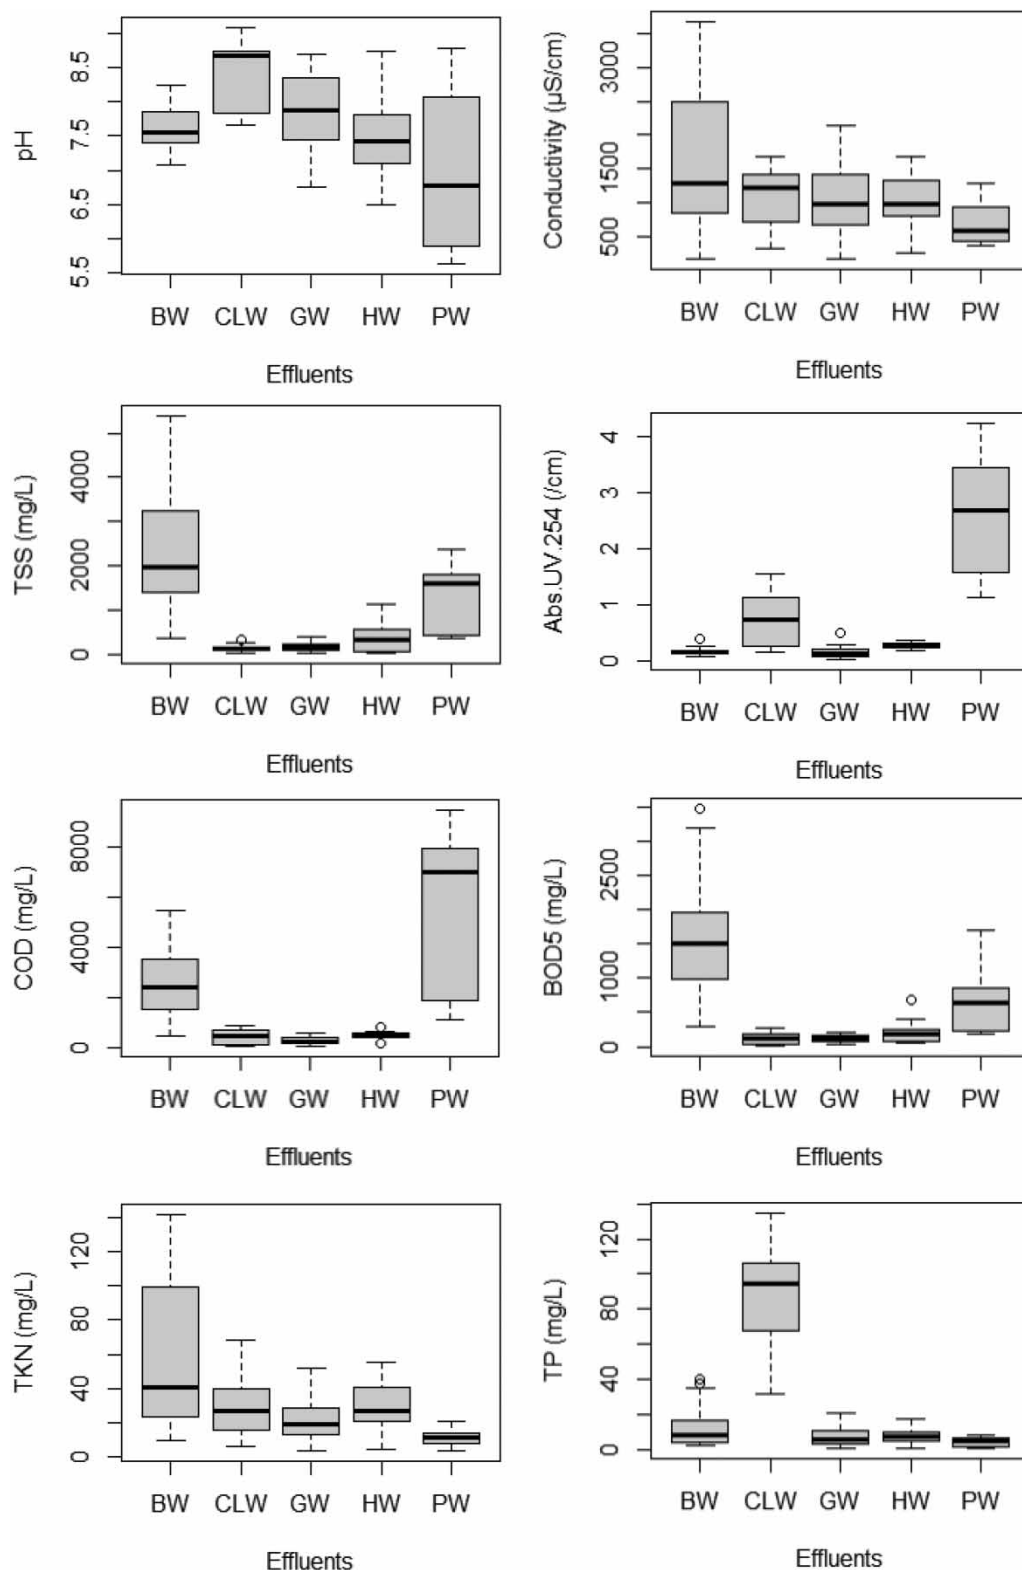 pH
8.5
7.5
6.5
5.5
BW CLW GW HW PW
Effluents
Conductivity (µS/cm)
3000
1500
500
BW CLW GW HW PW
Effluents
TSS (mg/L)
4000
2000
0
BW CLW GW HW PW
Effluents
Abs.UV.254 (/cm)
4
3
2
1
0
BW CLW GW HW PW
Effluents
COD (mg/L)
8000
4000
0
BW CLW GW HW PW
Effluents
BOD5 (mg/L)
2500
1000
0
BW CLW GW HW PW
Effluents
TKN (mg/L)
120
80
40
0
BW CLW GW HW PW
Effluents
TP (mg/L)
120
80
40
0
BW CLW GW HW PW
Effluents